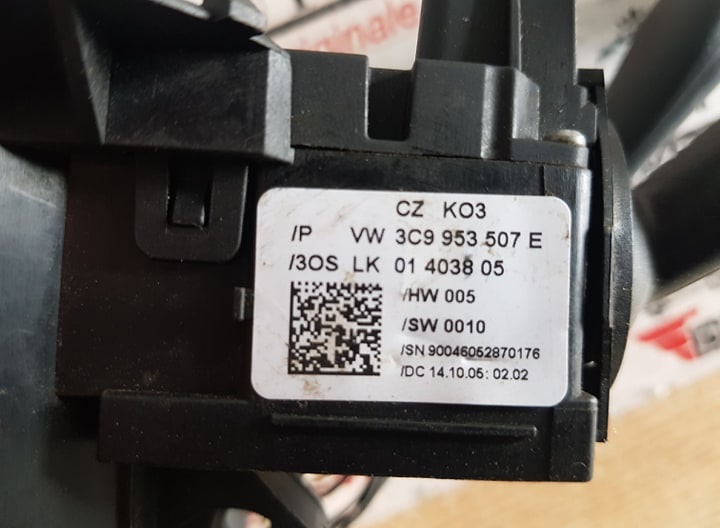 riginale
CZ KO3
/P VW 3C9 953 507 E
/3OS LK 01 4038 05
/HW 005
/SW 0010
/SN 90046052870176
/DC 14.10.05: 02.02